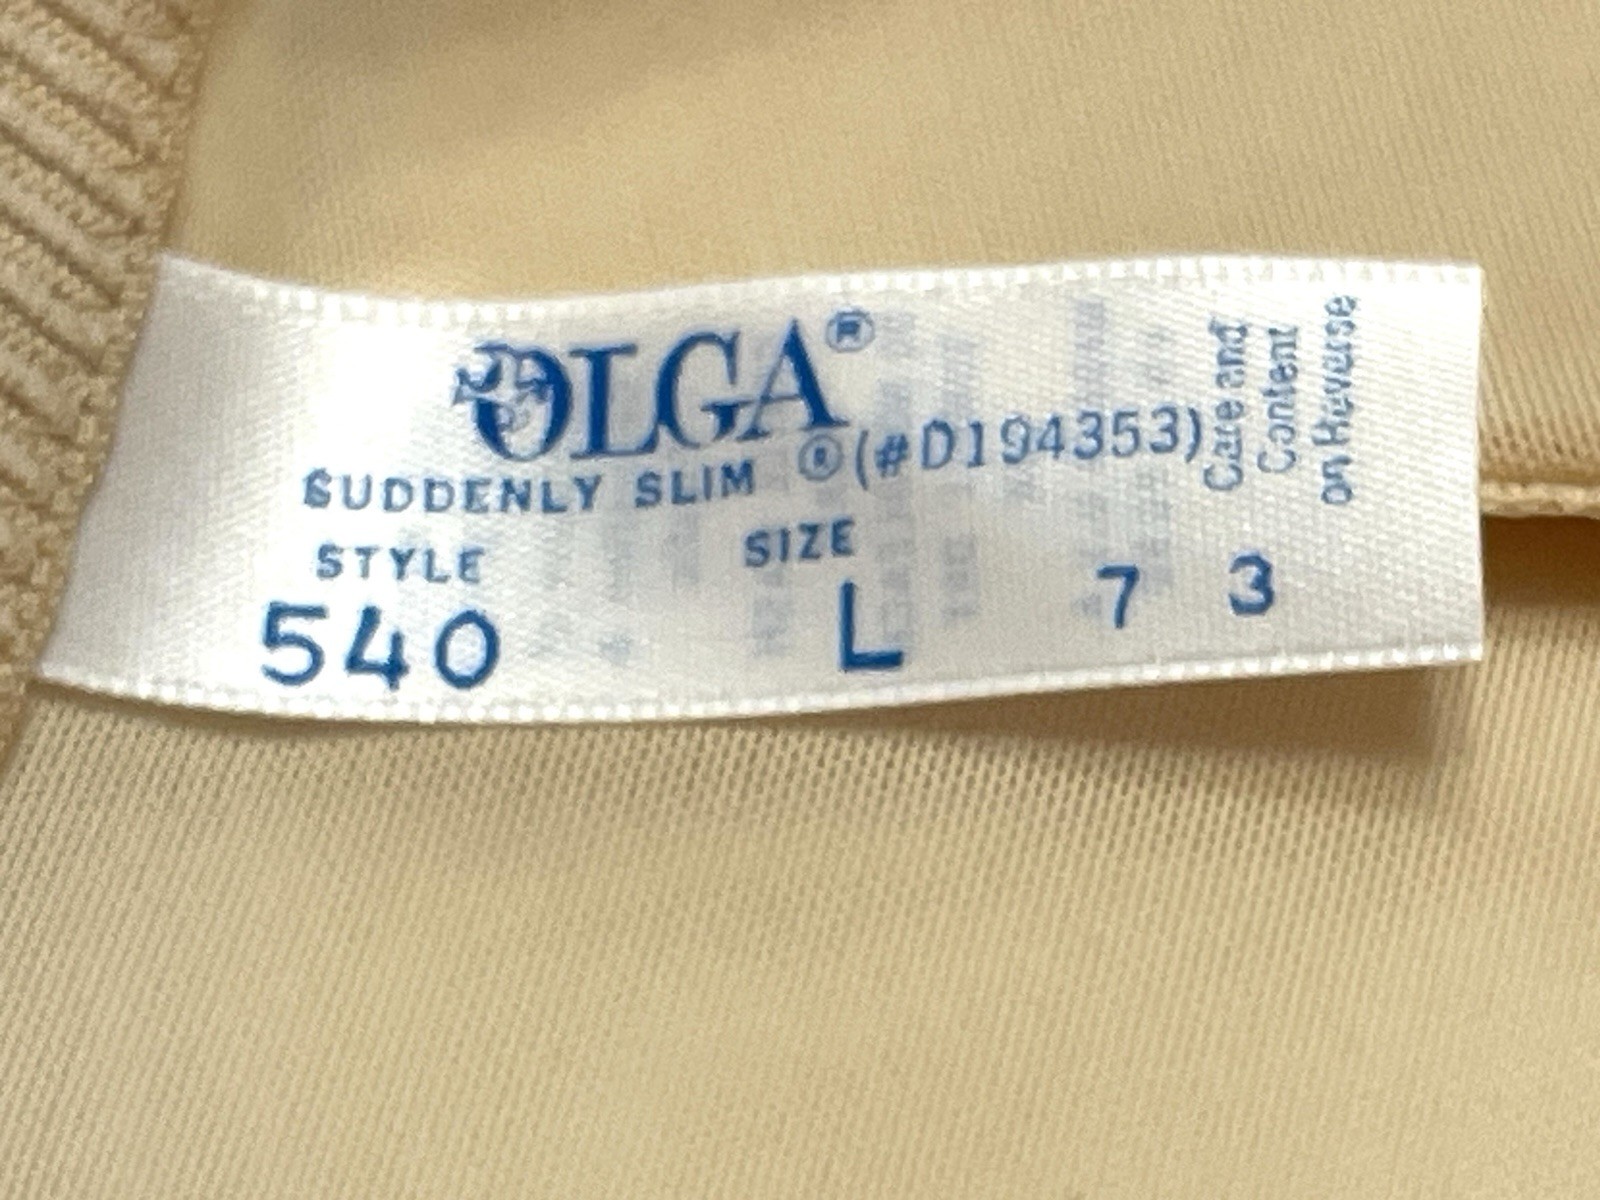 OLGA®
SUDDENLY SLIM ® (#D194353)
STYLE
540
SIZE
L
7 3
Care and
Content
on Reverse